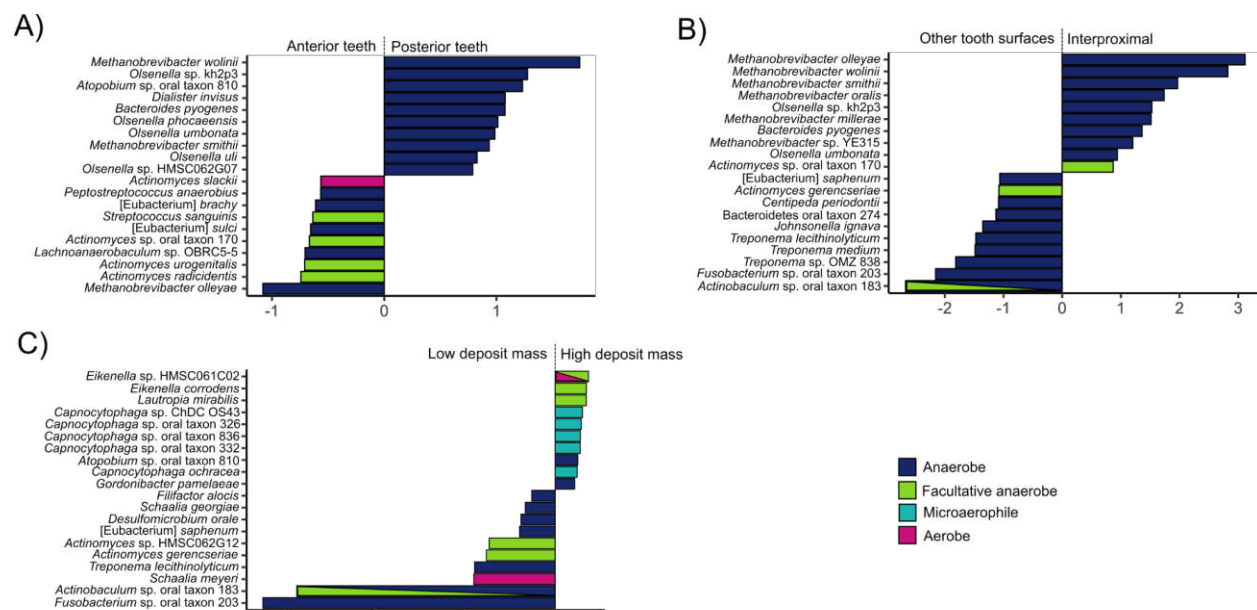 A)
Anterior teeth Posterior teeth
Methanobrevibacter wolinii
Olsenella sp. kh2p3
Atopobium sp. oral taxon 810
Dialister invisus
Bacteroides pyogenes
Olsenella phocaeensis
Olsenella umbonata
Methanobrevibacter smithii
Olsenella uli
Olsenella sp. HMSC062G07
Actinomyces slackii
Peptostreptococcus anaerobius
[Eubacterium] brachy
Streptococcus sanguinis
[Eubacterium] sulci
Actinomyces sp. oral taxon 170
Lachnoanaerobaculum sp. OBRC5-5
Actinomyces urogenitalis
Actinomyces radicidentis
Methanobrevibacter olleyae
-1 0 1
B)
Other tooth surfaces Interproximal
Methanobrevibacter olleyae
Methanobrevibacter wolinii
Methanobrevibacter smithii
Methanobrevibacter oralis
Olsenella sp. kh2p3
Methanobrevibacter millerae
Bacteroides pyogenes
Methanobrevibacter sp. YE315
Olsenella umbonata
Actinomyces sp. oral taxon 170
[Eubacterium] saphenum
Actinomyces gerencseriae
Centipeda periodontii
Bacteroidetes oral taxon 274
Johnsonella ignava
Treponema lecithinolyticum
Treponema medium
Treponema sp. OMZ 838
Fusobacterium sp. oral taxon 203
Actinobaculum sp. oral taxon 183
-2 -1 0 1 2 3
C)
Low deposit mass High deposit mass
Eikenella sp. HMSC061C02
Eikenella corrodens
Lautropia mirabilis
Capnocytophaga sp. ChDC OS43
Capnocytophaga sp. oral taxon 326
Capnocytophaga sp. oral taxon 836
Capnocytophaga sp. oral taxon 332
Atopobium sp. oral taxon 810
Capnocytophaga ochracea
Gordonibacter pamelaeae
Filifactor alocis
Schaalia georgiae
Desulfomicrobium orale
[Eubacterium] saphenum
Actinomyces sp. HMSC062G12
Actinomyces gerencseriae
Treponema lecithinolyticum
Schaalia meyeri
Actinobaculum sp. oral taxon 183
Fusobacterium sp. oral taxon 203
Anaerobe
Facultative anaerobe
Microaerophile
Aerobe